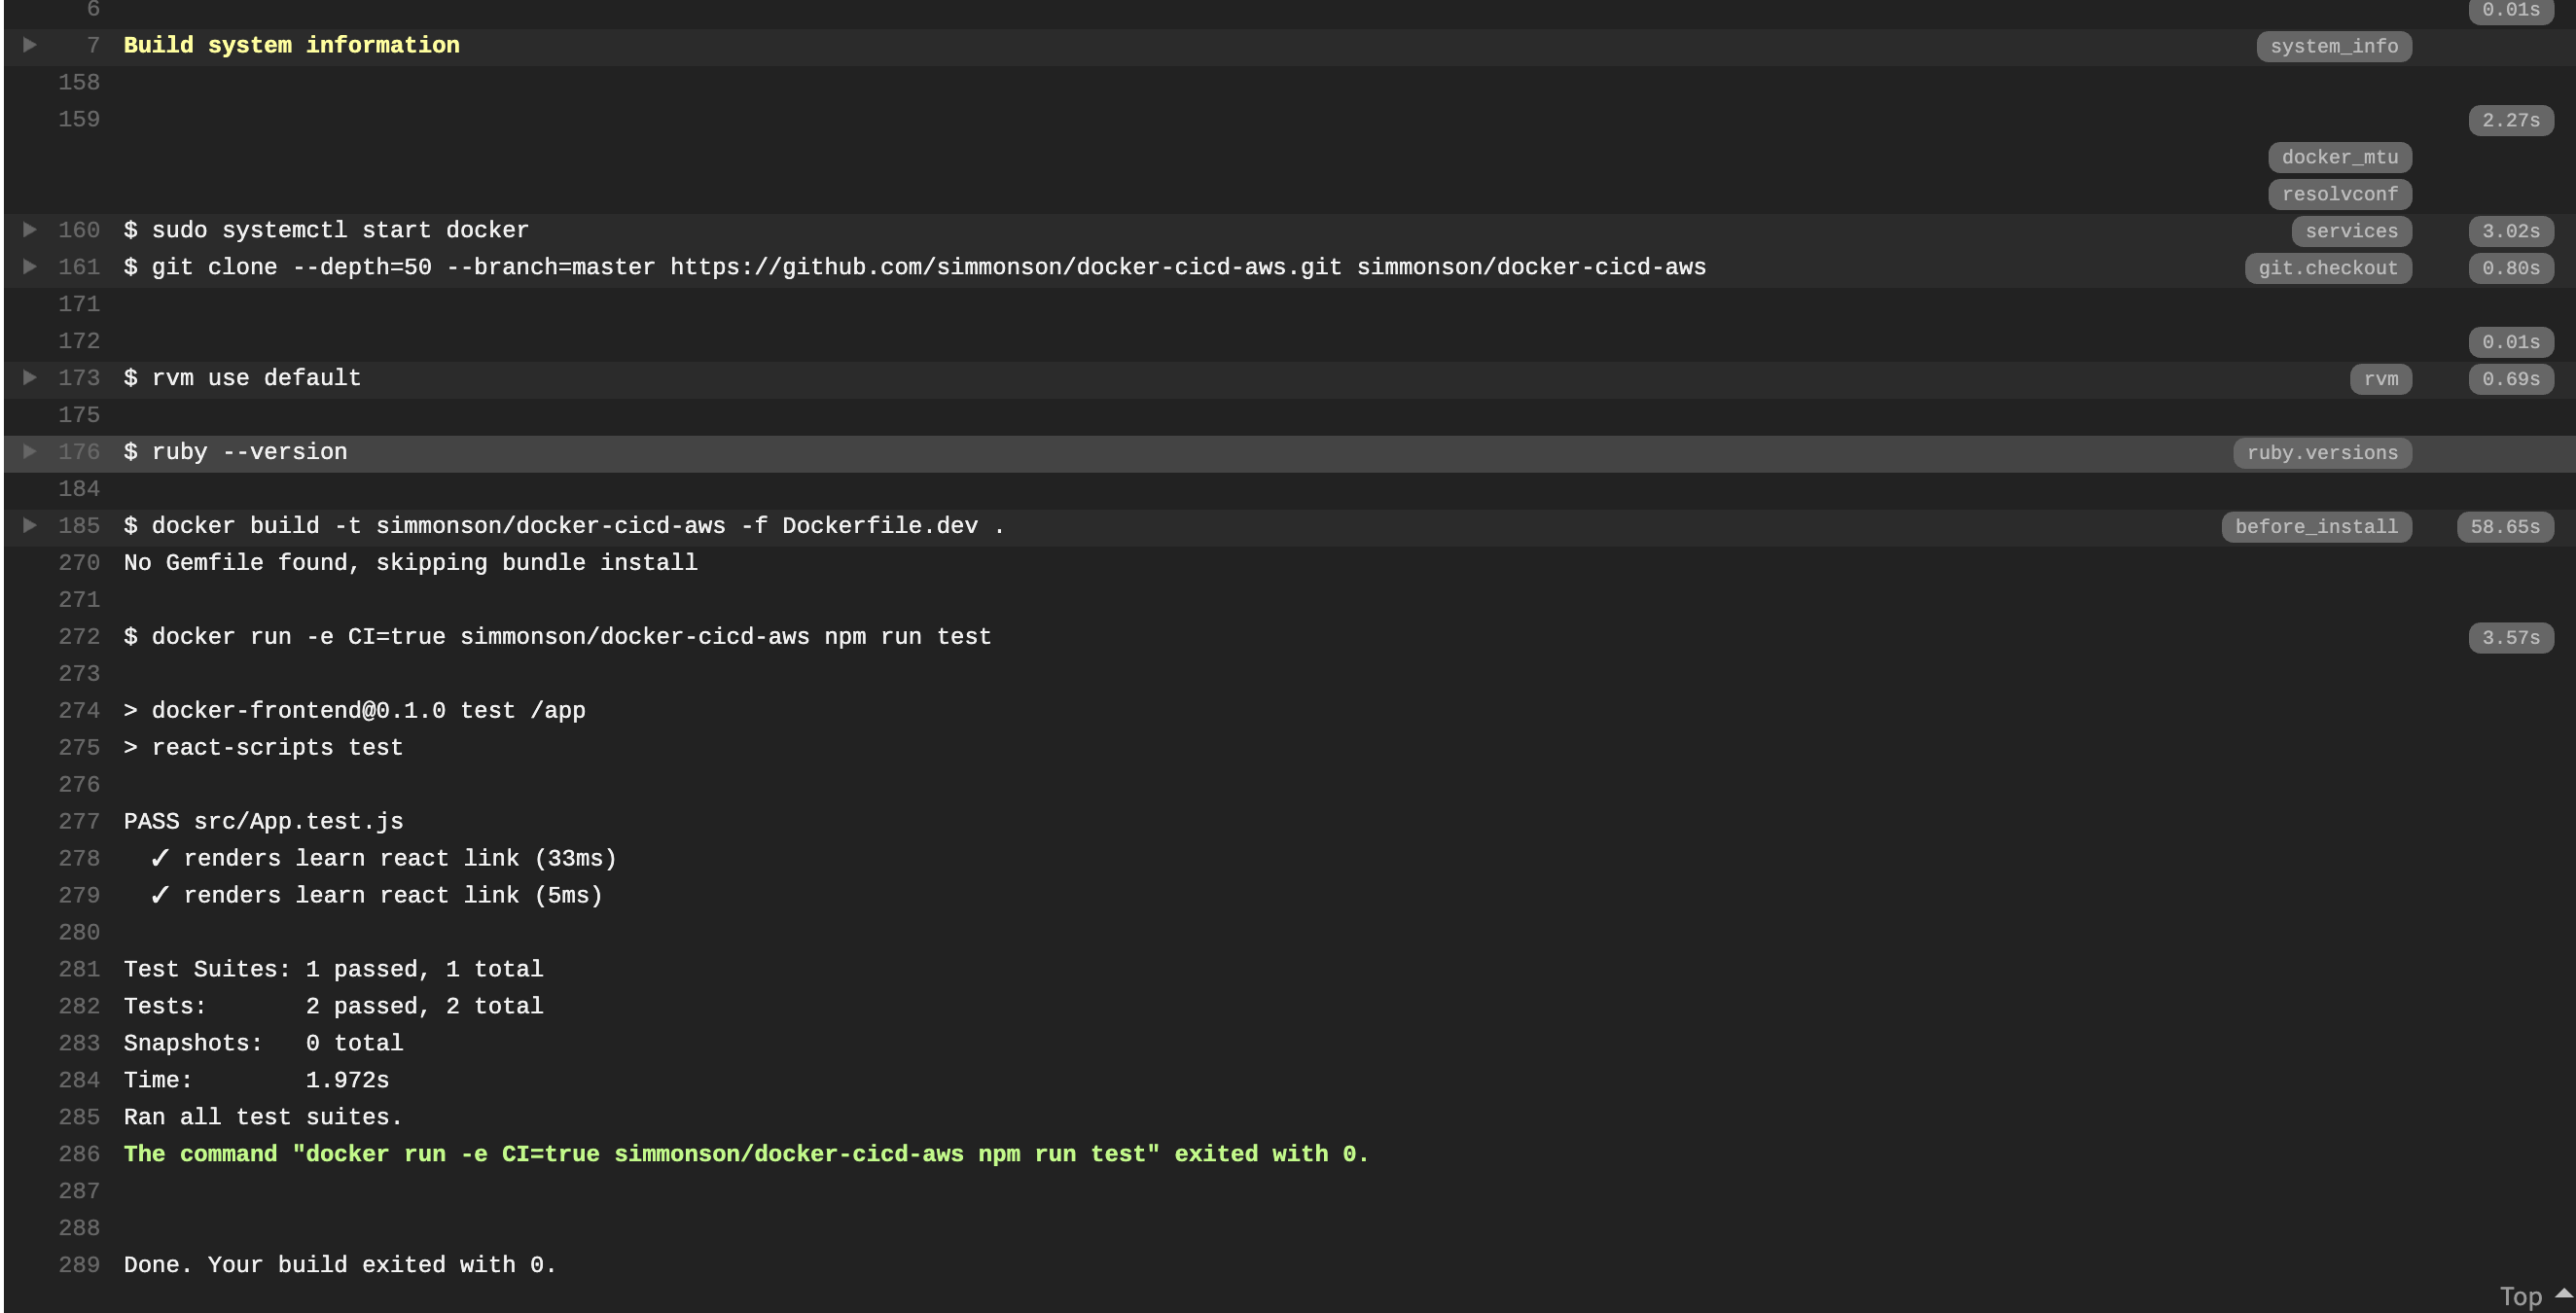 6 0.01s
7 Build system information system_info
158
159 2.27s
docker_mtu
resolvconf
160 $ sudo systemctl start docker services 3.02s
161 $ git clone --depth=50 --branch=master https://github.com/simmonson/docker-cicd-aws.git simmonson/docker-cicd-aws git.checkout 0.80s
171
172 0.01s
173 $ rvm use default rvm 0.69s
175
176 $ ruby --version ruby.versions
184
185 $ docker build -t simmonson/docker-cicd-aws -f Dockerfile.dev . before_install 58.65s
270 No Gemfile found, skipping bundle install
271
272 $ docker run -e CI=true simmonson/docker-cicd-aws npm run test 3.57s
273
274 > docker-frontend@0.1.0 test /app
275 > react-scripts test
276
277 PASS src/App.test.js
278 ✓ renders learn react link (33ms)
279 ✓ renders learn react link (5ms)
280
281 Test Suites: 1 passed, 1 total
282 Tests: 2 passed, 2 total
283 Snapshots: 0 total
284 Time: 1.972s
285 Ran all test suites.
286 The command "docker run -e CI=true simmonson/docker-cicd-aws npm run test" exited with 0.
287
288
289 Done. Your build exited with 0.
Top